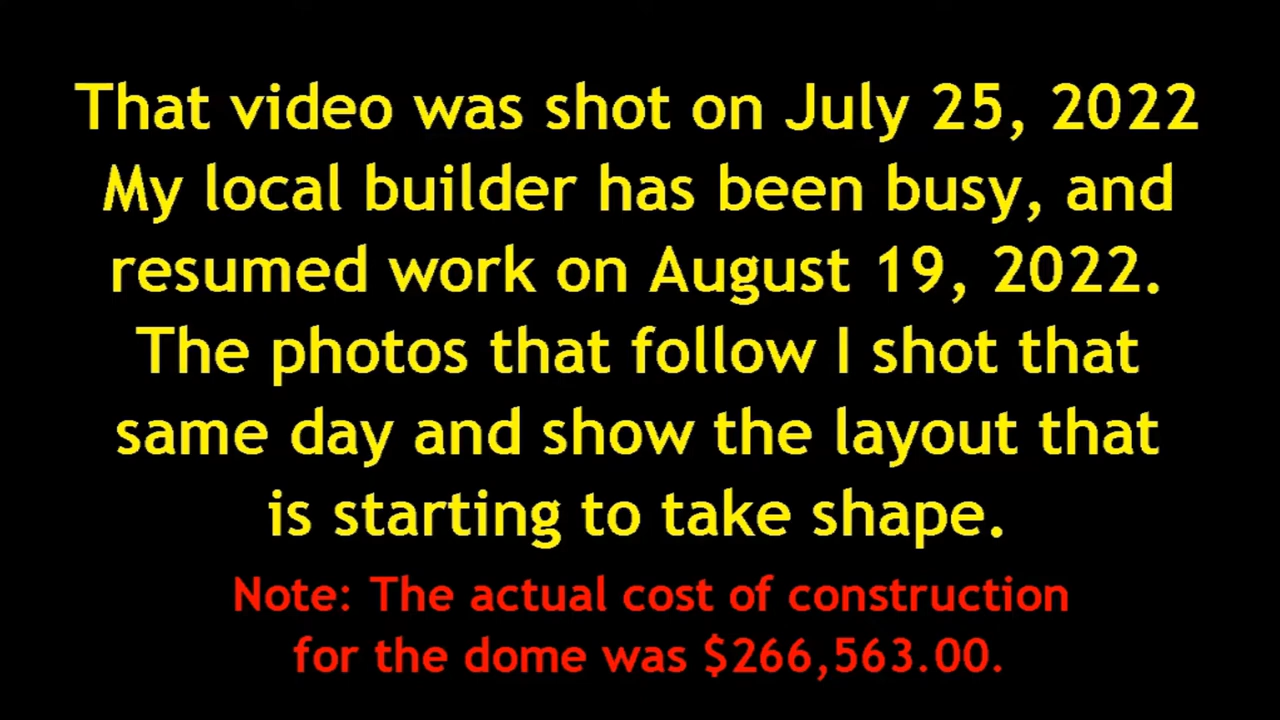 That video was shot on July 25, 2022
My local builder has been busy, and
resumed work on August 19, 2022.
The photos that follow I shot that
same day and show the layout that
is starting to take shape.
Note: The actual cost of construction
for the dome was $266,563.00.